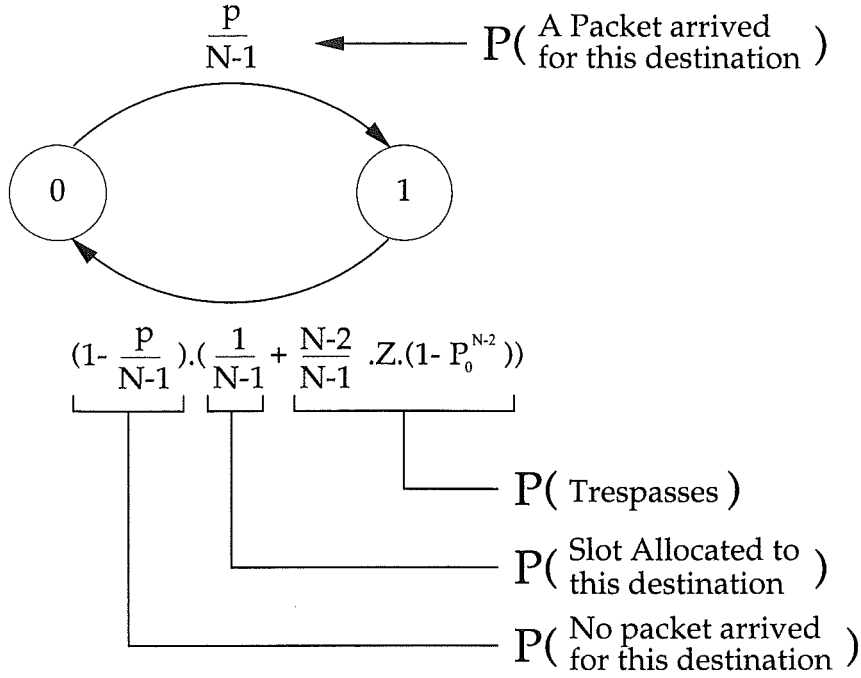 p
N-1
P( A Packet arrived
for this destination )
0
1
(1- p/N-1 ).( 1/N-1 + N-2/N-1 .Z.(1- P₀^N-2 ))
P( Trespasses )
P( Slot Allocated to
this destination )
P( No packet arrived
for this destination )